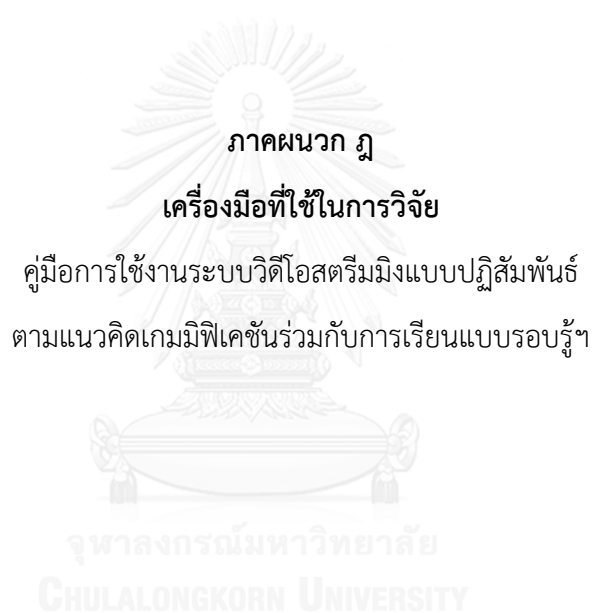 ภาคผนวก ฎ
เครื่องมือที่ใช้ในการวิจัย
คู่มือการใช้งานระบบวิดีโอสตรีมมิงแบบปฏิสัมพันธ์
ตามแนวคิดเกมมิฟิเคชันร่วมกับการเรียนแบบรอบรู้ฯ
จุฬาลงกรณ์มหาวิทยาลัย
CHULALONGKORN UNIVERSITY